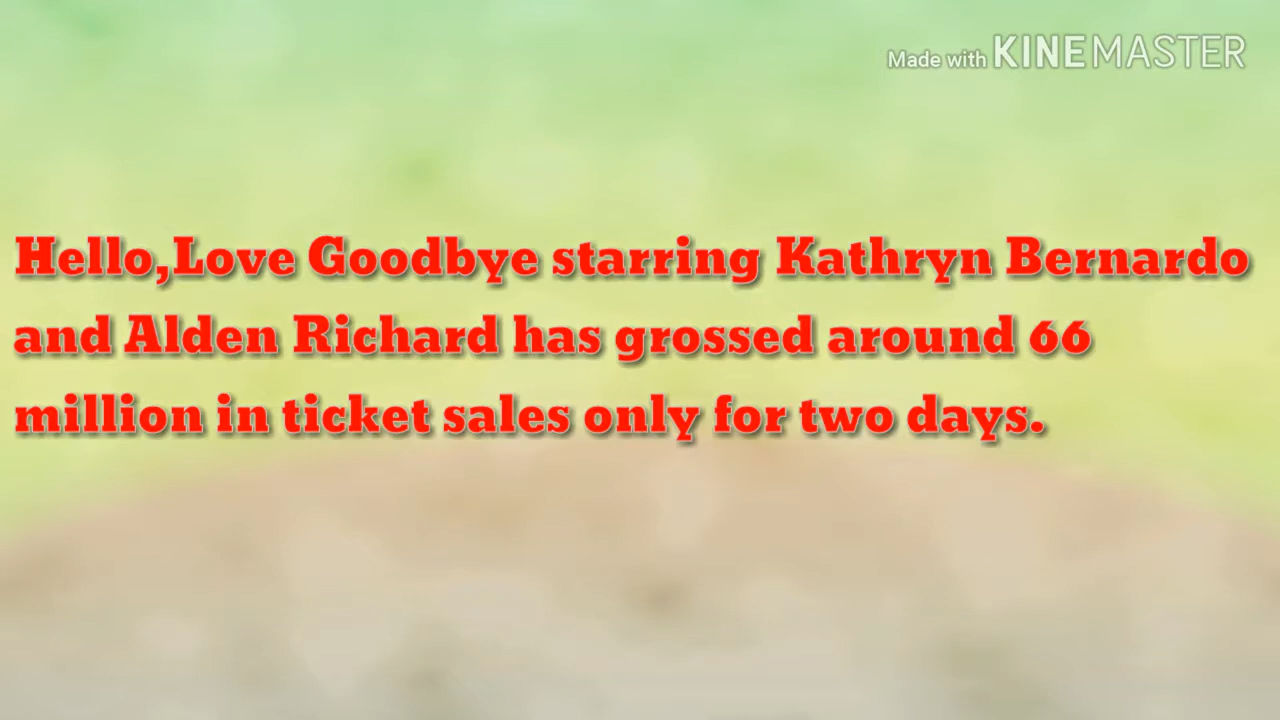 Made with KINEMASTER
Hello,Love Goodbye starring Kathryn Bernardo
and Alden Richard has grossed around 66
million in ticket sales only for two days.